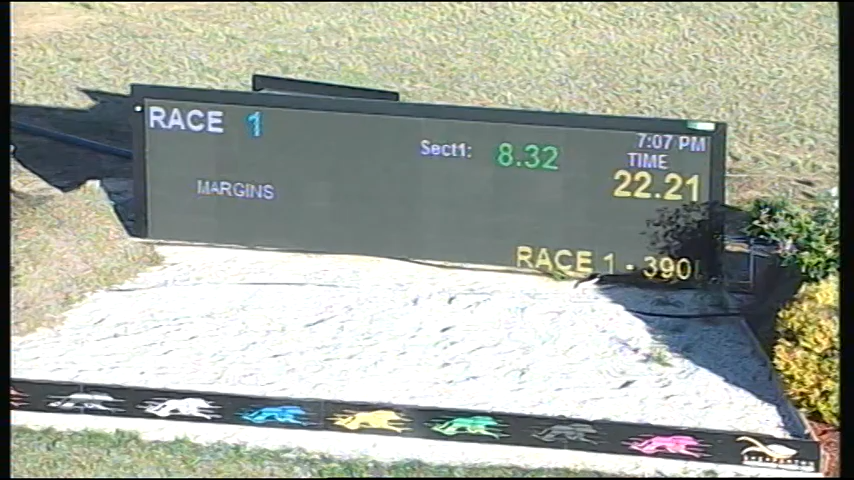 RACE 1
Sect1: 8.32
7:07 PM
TIME
22.21
MARGINS
RACE 1 - 390